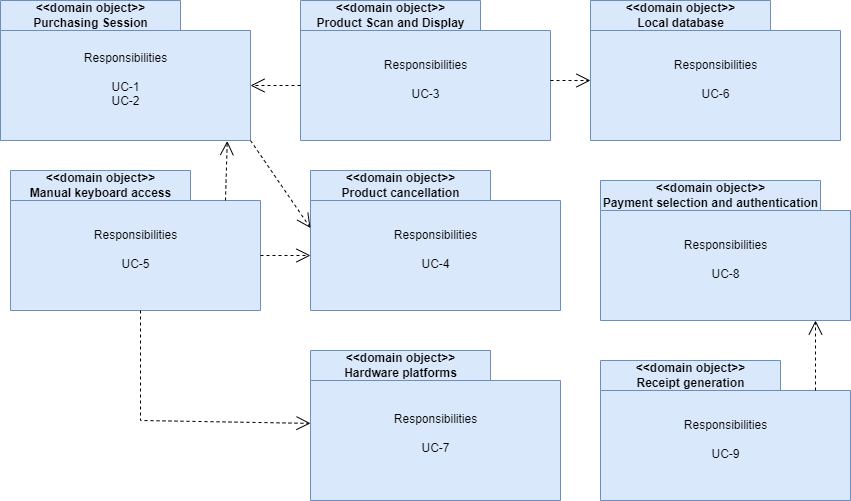 <<domain object>>
Purchasing Session
Responsibilities
UC-1
UC-2
<<domain object>>
Product Scan and Display
Responsibilities
UC-3
<<domain object>>
Local database
Responsibilities
UC-6
<<domain object>>
Manual keyboard access
Responsibilities
UC-5
<<domain object>>
Product cancellation
Responsibilities
UC-4
<<domain object>>
Payment selection and authentication
Responsibilities
UC-8
<<domain object>>
Hardware platforms
Responsibilities
UC-7
<<domain object>>
Receipt generation
Responsibilities
UC-9